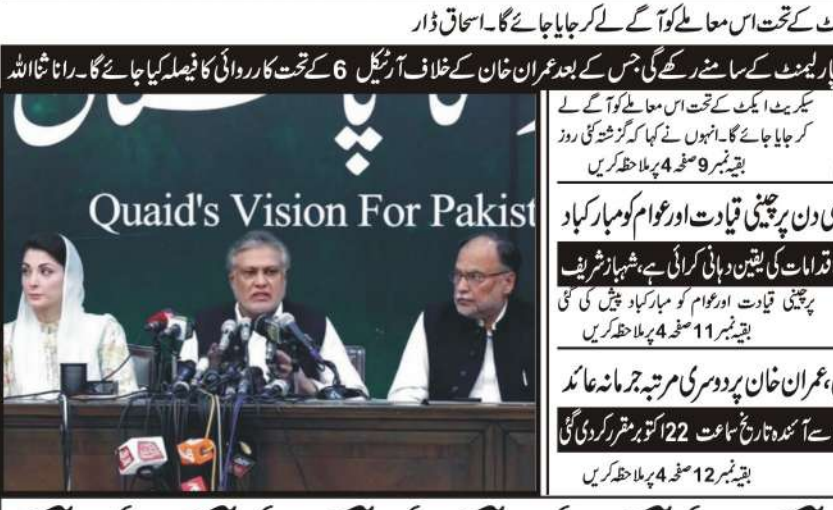 کے تحت اس معاملے کو آگے لے کر جایا جائے گا۔ اسحاق ڈار
پارلیمنٹ کے سامنے رکھے گی جس کے بعد عمران خان کے خلاف آرٹیکل 6 کے تحت کارروائی کا فیصلہ کیا جائے گا۔ رانا ثنا اللہ
سیکریٹ ایکٹ کے تحت اس معاملے کو آگے لے
کر جایا جائے گا۔ انہوں نے کہا کہ گزشتہ کئی روز
بقیہ نمبر 9 صفحہ 4 پر ملاحظہ کریں
دن پر چینی قیادت اور عوام کو مبارکباد
اقدامات کی یقین دہانی کرائی ہے، شہباز شریف
پر چینی قیادت اور عوام کو مبارکباد پیش کی گئی
بقیہ نمبر 11 صفحہ 4 پر ملاحظہ کریں
، عمران خان پر دوسری مرتبہ جرمانہ عائد
سے آئندہ تاریخ سماعت 22 اکتوبر مقرر کردی گئی
بقیہ نمبر 12 صفحہ 4 پر ملاحظہ کریں
پاکستان
Quaid's Vision For Pakist